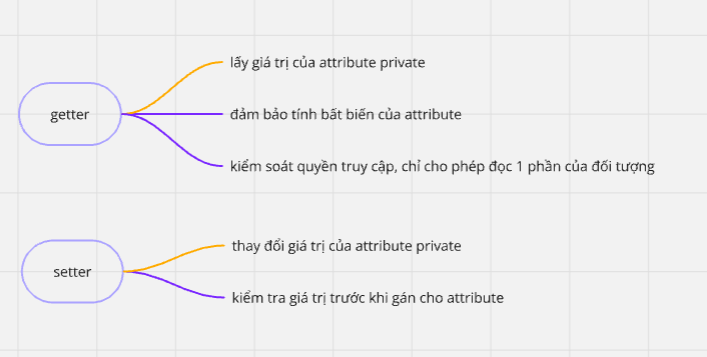 getter
lấy giá trị của attribute private
đảm bảo tính bất biến của attribute
kiểm soát quyền truy cập, chỉ cho phép đọc 1 phần của đối tượng
setter
thay đổi giá trị của attribute private
kiểm tra giá trị trước khi gán cho attribute